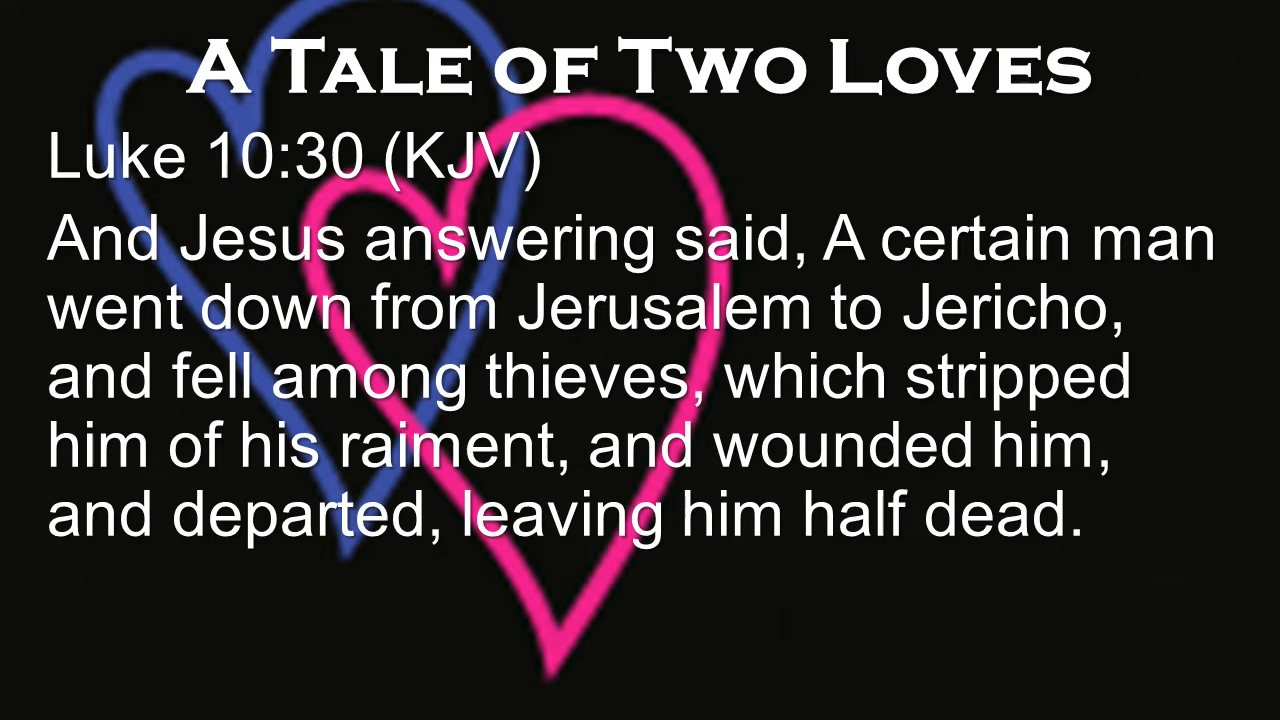 A Tale of Two Loves
Luke 10:30 (KJV)
And Jesus answering said, A certain man
went down from Jerusalem to Jericho,
and fell among thieves, which stripped
him of his raiment, and wounded him,
and departed, leaving him half dead.